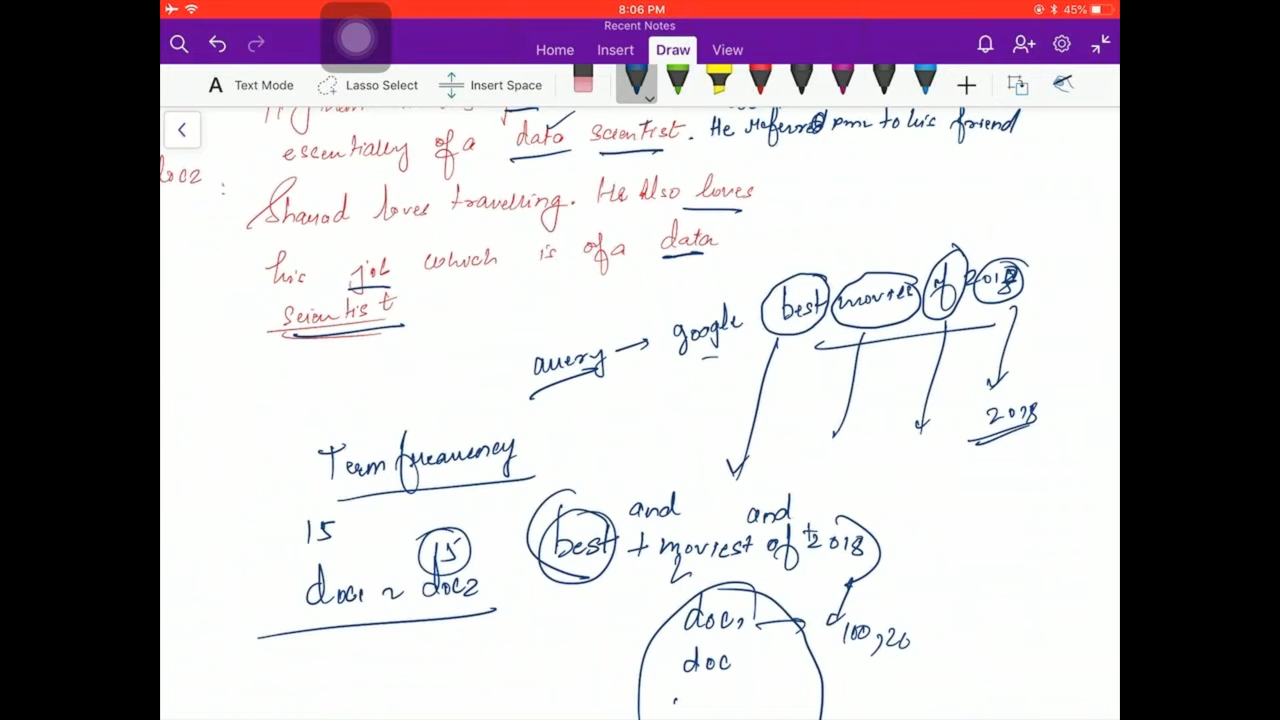 8:06 PM
45%
Recent Notes
Home Insert Draw View
A Text Mode Lasso Select Insert Space
essentially of a data scientist. He referred to his friend
doc2 :
Sharad loves travelling. He also loves
his job which is of a data
scientist
best movies of 2018
query → google
2018
Term frequency
15
and and
15
best + movies + of + 2018
doc1 ~ doc2
doc,
100, 20
doc